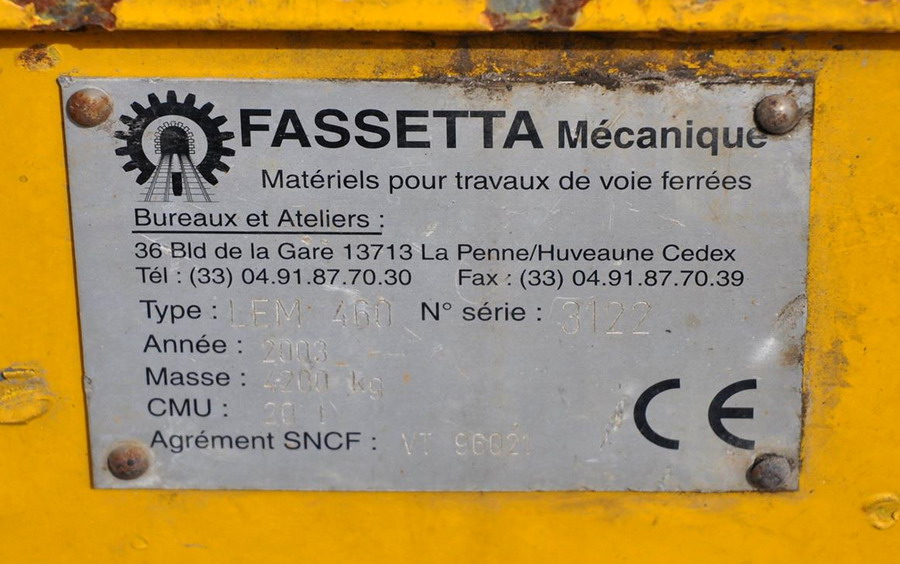 FASSETTA Mécanique
Matériels pour travaux de voie ferrées
Bureaux et Ateliers :
36 Bld de la Gare 13713 La Penne/Huveaune Cedex
Tél : (33) 04.91.87.70.30 Fax : (33) 04.91.87.70.39
Type : LEM 460 N° série : 3122
Année : 2003
Masse : 4200 kg
CMU : 20
Agrément SNCF : VT
CE